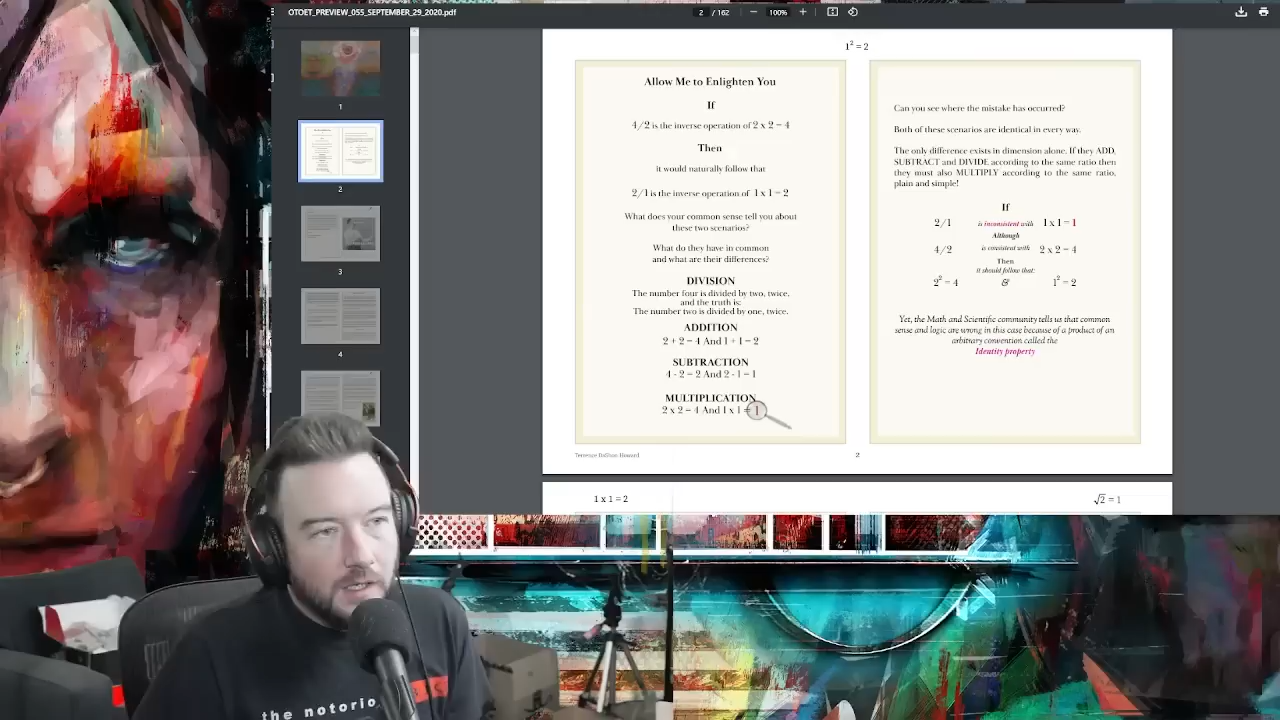 OTOET_PREVIEW_055_SEPTEMBER_29_2020.pdf
2 / 162
100%
1
2
3
4
1² = 2
Allow Me to Enlighten You
If
4/2 is the inverse operation of 2 x 2 = 4
Then
it would naturally follow that
2/1 is the inverse operation of 1 x 1 = 2
What does your common sense tell you about
these two scenarios?
What do they have in common
and what are their differences?
DIVISION
The number four is divided by two, twice.
and the truth is:
The number two is divided by one, twice.
ADDITION
2 + 2 = 4 And 1 + 1 = 2
SUBTRACTION
4 - 2 = 2 And 2 - 1 = 1
MULTIPLICATION
2 x 2 = 4 And 1 x 1 = 1
Can you see where the mistake has occurred?
Both of these scenarios are identical in every way.
The only difference exists in dimension alone. If they ADD,
SUBTRACT and DIVIDE according to the same ratio then
they must also MULTIPLY according to the same ratio,
plain and simple!
If
2/1 is inconsistent with 1 x 1 = 1
Although
4/2 is consistent with 2 x 2 = 4
Then
it should follow that:
2² = 4 & 1² = 2
Yet, the Math and Scientific community tells us that common
sense and logic are wrong in this case because of a product of an
arbitrary convention called the
Identity property
Terrence Dashon Howard
2
1 x 1 = 2
√2 = 1
the notorio